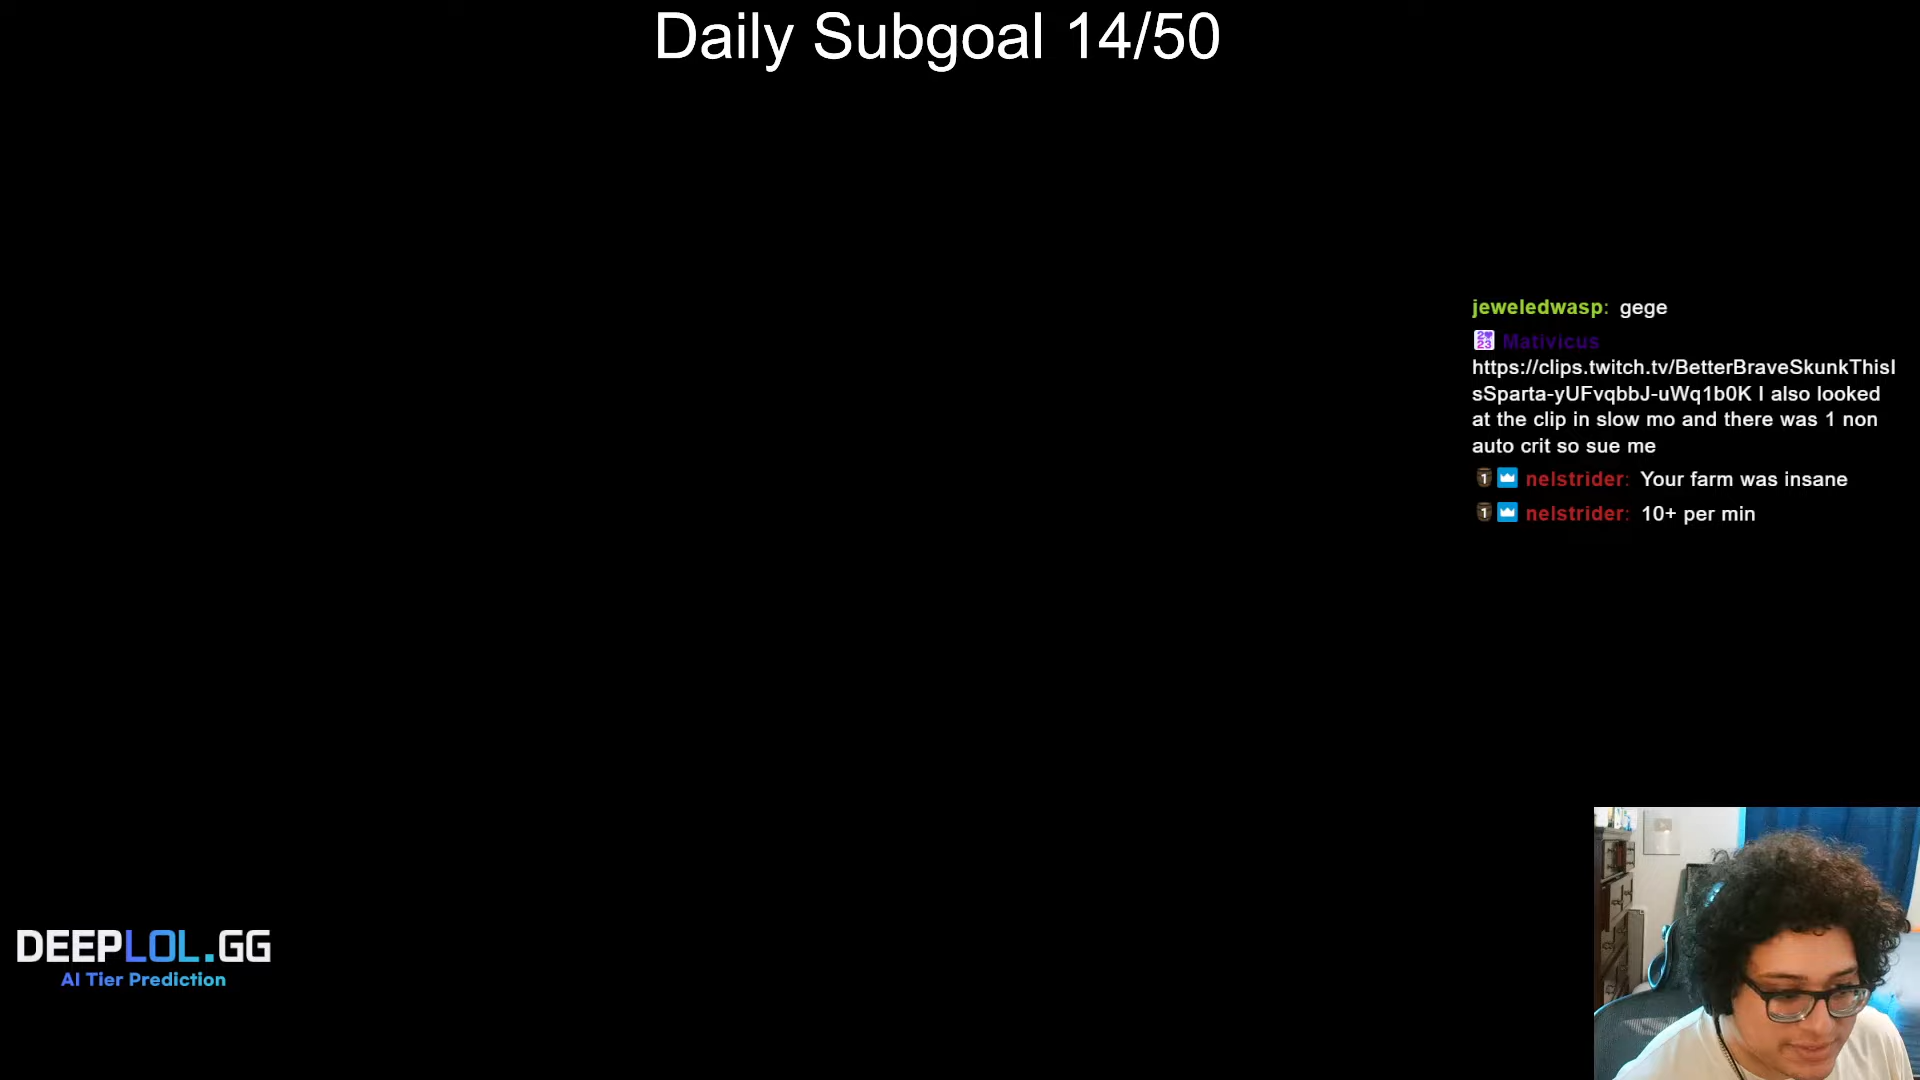 Daily Subgoal 14/50
jeweledwasp: gege
Mativicus
https://clips.twitch.tv/BetterBraveSkunkThisI
sSparta-yUFvqbbJ-uWq1b0K I also looked
at the clip in slow mo and there was 1 non
auto crit so sue me
1 nelstrider: Your farm was insane
1 nelstrider: 10+ per min
DEEPLOL.GG
AI Tier Prediction